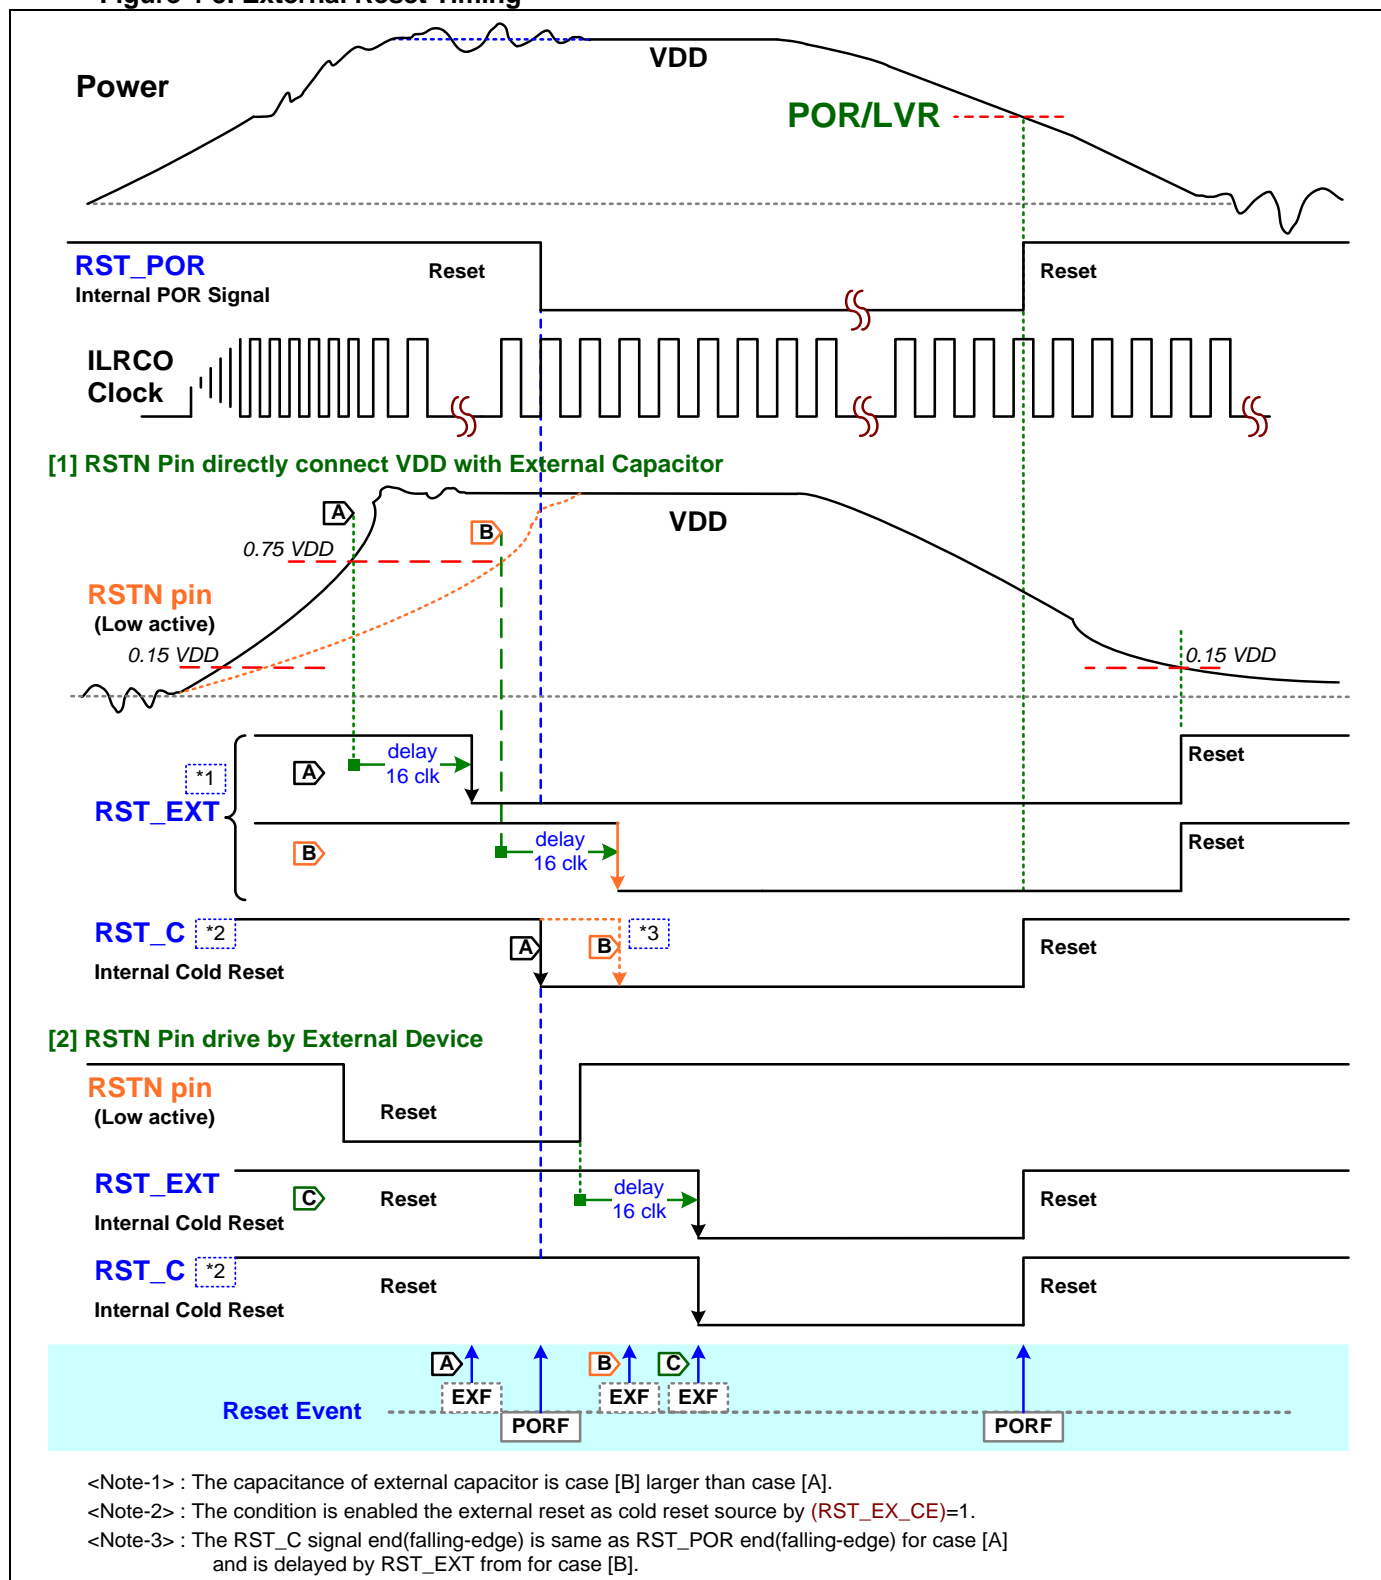 Figure 4-3. External Reset Timing
Power
VDD
POR/LVR
RST_POR
Internal POR Signal
Reset
Reset
ILRCO
Clock
[1] RSTN Pin directly connect VDD with External Capacitor
A
B
VDD
0.75 VDD
RSTN pin
(Low active)
0.15 VDD
0.15 VDD
*1
RST_EXT
A
delay
16 clk
Reset
B
delay
16 clk
Reset
RST_C
*2
Internal Cold Reset
A
B
*3
Reset
[2] RSTN Pin drive by External Device
RSTN pin
(Low active)
Reset
RST_EXT
Internal Cold Reset
C
Reset
delay
16 clk
Reset
RST_C
*2
Internal Cold Reset
Reset
Reset
Reset Event
A
EXF
PORF
B
EXF
C
EXF
PORF
<Note-1> : The capacitance of external capacitor is case [B] larger than case [A].
<Note-2> : The condition is enabled the external reset as cold reset source by (RST_EX_CE)=1.
<Note-3> : The RST_C signal end(falling-edge) is same as RST_POR end(falling-edge) for case [A]
and is delayed by RST_EXT from for case [B].